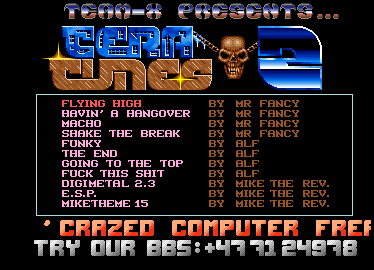 TEAM-X PRESENTS...
CERA
TUNES 2
FLYING HIGH BY MR FANCY
HAVIN' A HANGOVER BY MR FANCY
MACHO BY MR FANCY
SHAKE THE BREAK BY MR FANCY
FUNKY BY ALF
THE END BY ALF
GOING TO THE TOP BY ALF
FUCK THIS SHIT BY ALF
DIGIMETAL 2.3 BY MIKE THE REV.
E.S.P. BY MIKE THE REV.
MIKETHEME 15 BY MIKE THE REV.
' CRAZED COMPUTER FREA
TRY OUR BBS:+47 71 24978